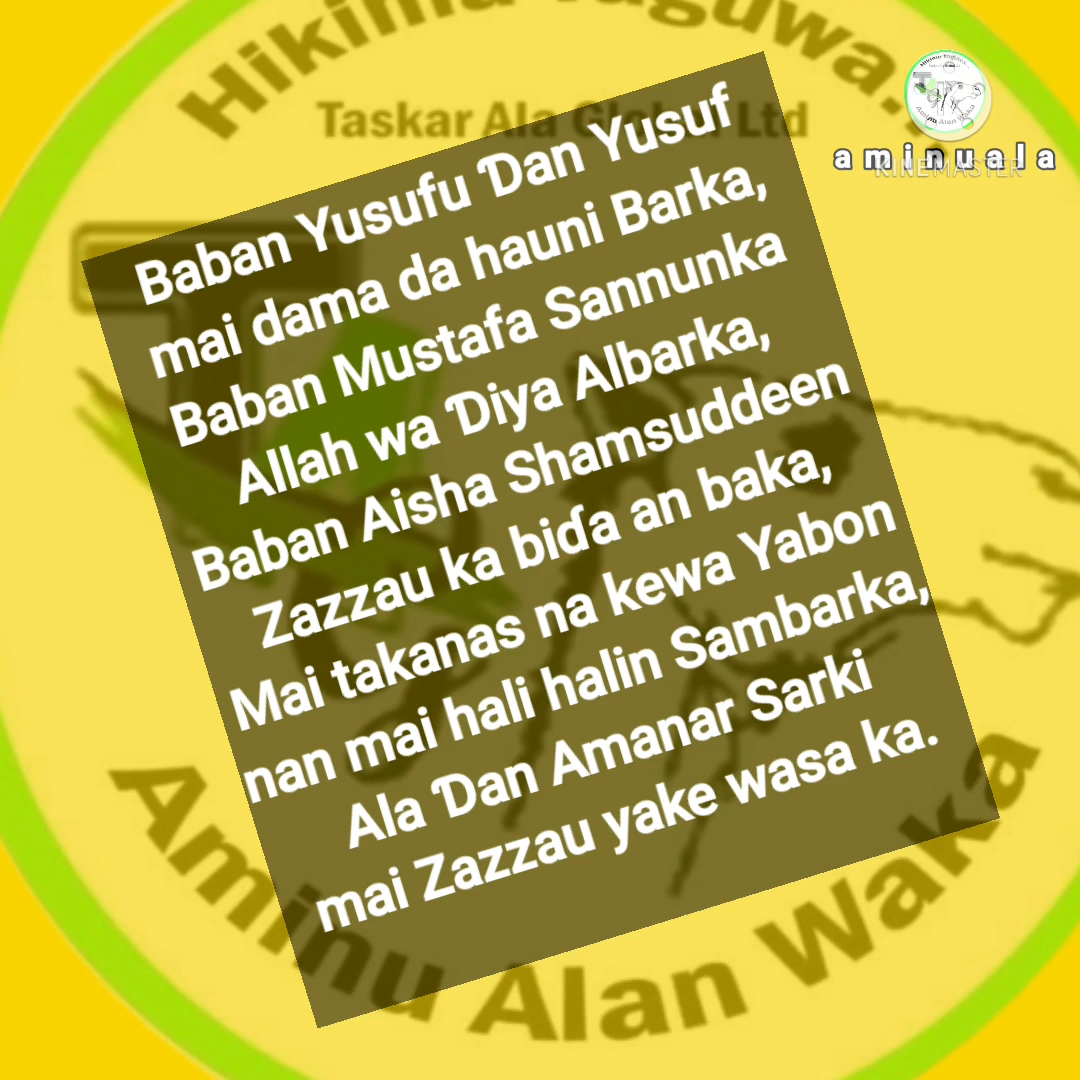 Hikima Taguwa..
Taskar Ala Global Ltd
aminuala
KINEMASTER
Baban Yusufu Ɗan Yusuf
mai dama da hauni Barka,
Baban Mustafa Sannunka
Allah wa Ɗiya Albarka,
Baban Aisha Shamsuddeen
Zazzau ka biɗa an baka,
Mai takanas na kewa Yabon
nan mai hali halin Sambarka,
Ala Ɗan Amanar Sarki
mai Zazzau yake wasa ka.
Aminu Alan Waka